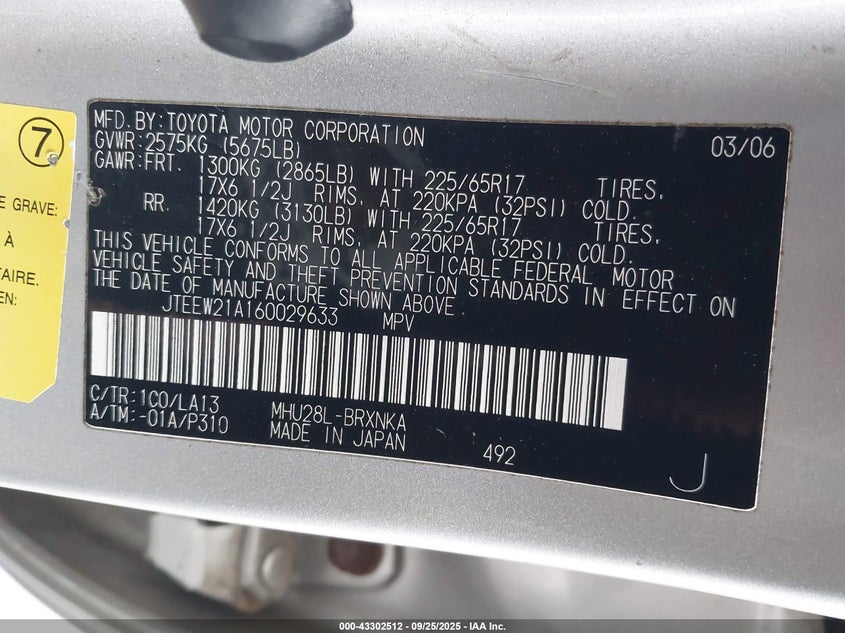 7
E GRAVE:
À
TAIRE.
EN:
MFD. BY: TOYOTA MOTOR CORPORATION 03/06
GVWR: 2575KG (5675LB)
GAWR: FRT. 1300KG (2865LB) WITH 225/65R17 TIRES,
17X6 1/2J RIMS, AT 220KPA (32PSI) COLD.
RR. 1420KG (3130LB) WITH 225/65R17 TIRES,
17X6 1/2J RIMS, AT 220KPA (32PSI) COLD.
THIS VEHICLE CONFORMS TO ALL APPLICABLE FEDERAL MOTOR
VEHICLE SAFETY AND THEFT PREVENTION STANDARDS IN EFFECT ON
THE DATE OF MANUFACTURE SHOWN ABOVE.
JTEEW21A160029633 MPV
C/TR: 1C0/LA13 MHU28L-BRXNKA
A/TM: -01A/P310 MADE IN JAPAN
492
J
000-43302512 - 09/25/2025 - IAA Inc.